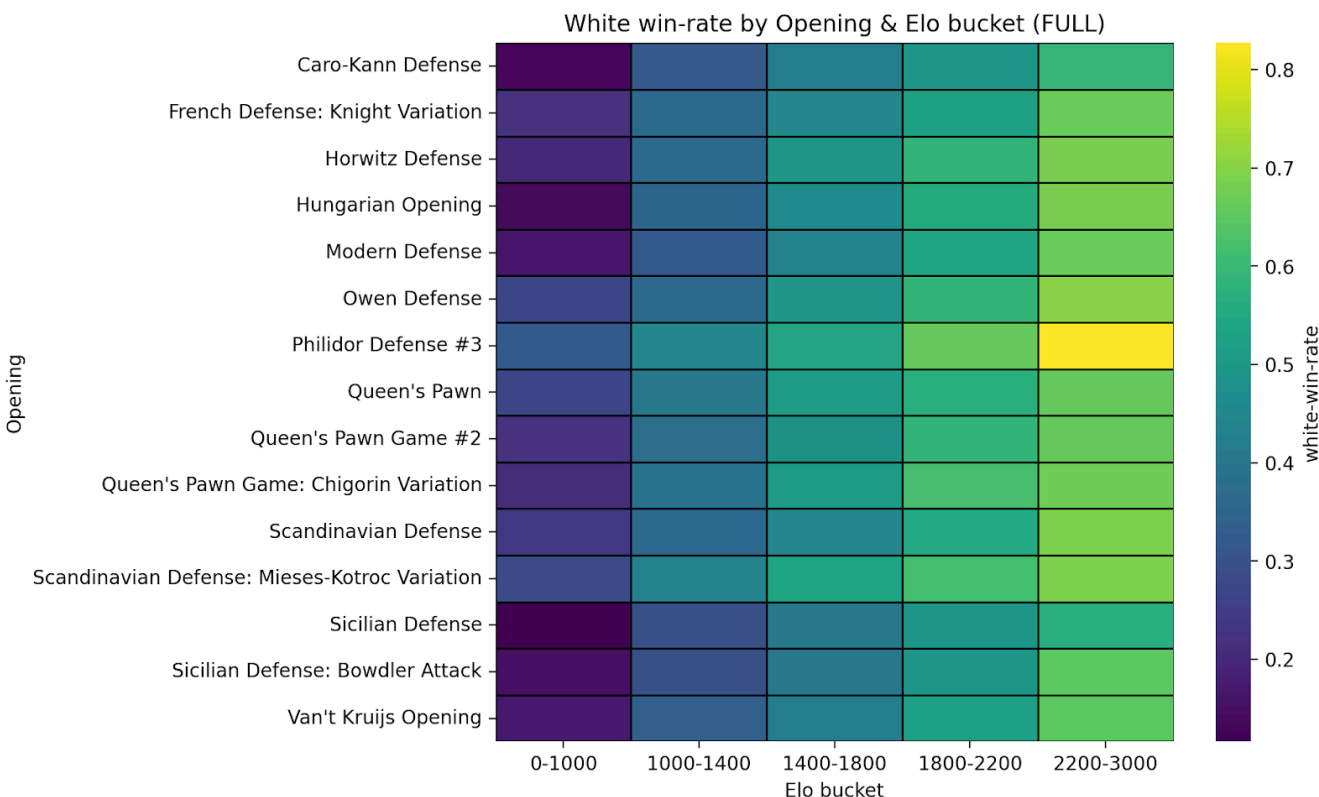 White win-rate by Opening & Elo bucket (FULL)
Opening
Caro-Kann Defense
French Defense: Knight Variation
Horwitz Defense
Hungarian Opening
Modern Defense
Owen Defense
Philidor Defense #3
Queen's Pawn
Queen's Pawn Game #2
Queen's Pawn Game: Chigorin Variation
Scandinavian Defense
Scandinavian Defense: Mieses-Kotroc Variation
Sicilian Defense
Sicilian Defense: Bowdler Attack
Van't Kruijs Opening
0-1000 1000-1400 1400-1800 1800-2200 2200-3000
Elo bucket
0.8
0.7
0.6
0.5
0.4
0.3
0.2
white-win-rate